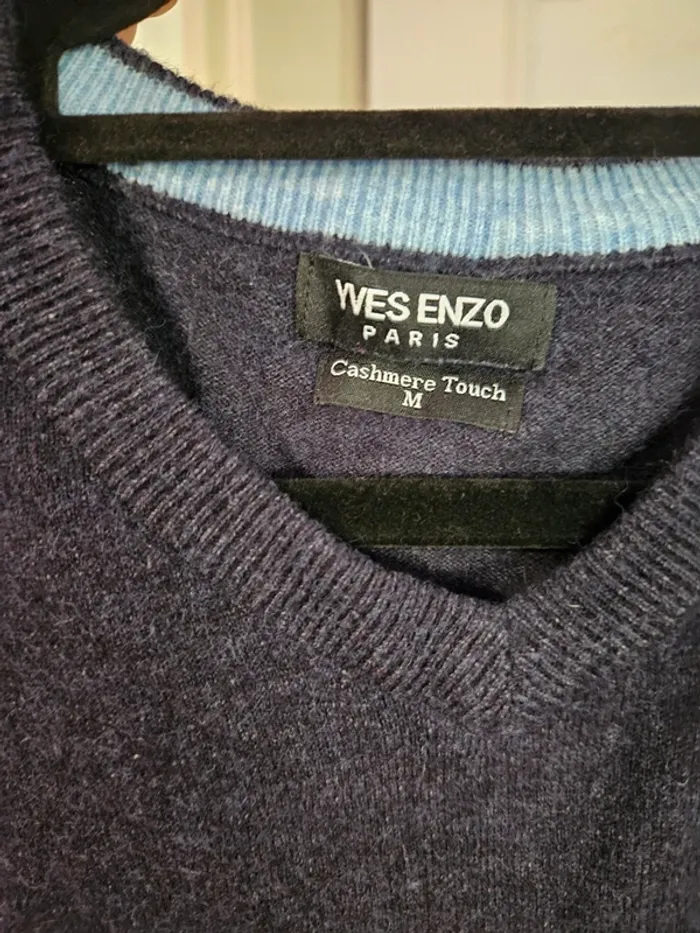 YVES ENZO
PARIS
Cashmere Touch
M